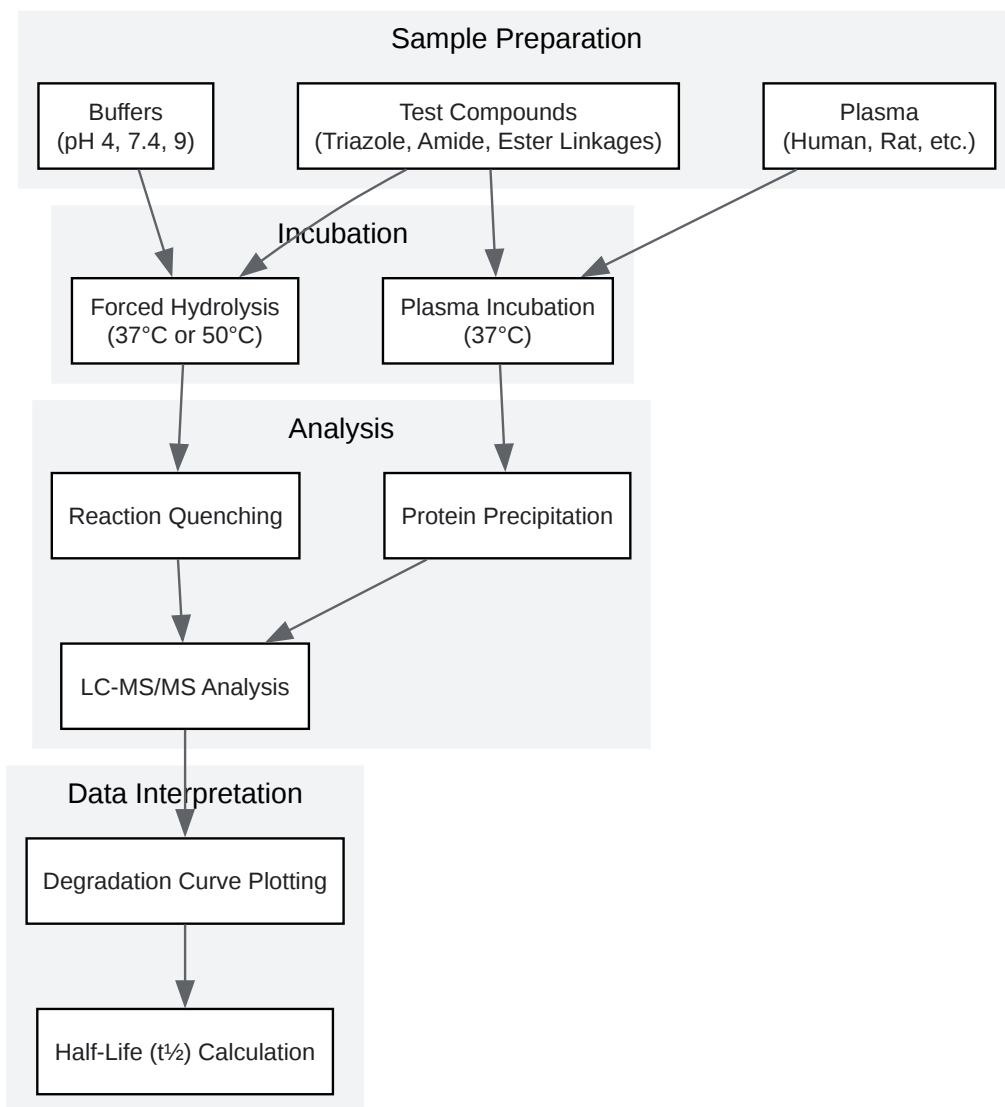 Sample Preparation
Buffers
(pH 4, 7.4, 9)
Test Compounds
(Triazole, Amide, Ester Linkages)
Plasma
(Human, Rat, etc.)
Incubation
Forced Hydrolysis
(37°C or 50°C)
Plasma Incubation
(37°C)
Analysis
Reaction Quenching
Protein Precipitation
LC-MS/MS Analysis
Data Interpretation
Degradation Curve Plotting
Half-Life (t½) Calculation